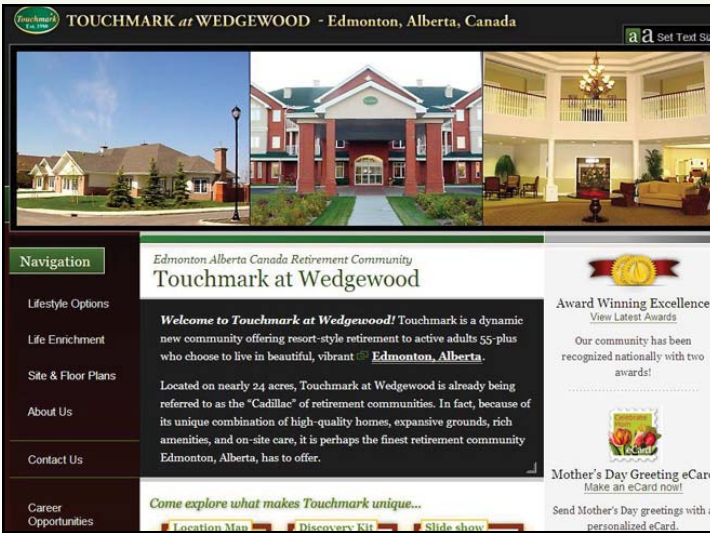 Touchmark
Est. 1980
TOUCHMARK at WEDGEWOOD - Edmonton, Alberta, Canada
a a Set Text Si
Navigation
Lifestyle Options
Life Enrichment
Site & Floor Plans
About Us
Contact Us
Career
Opportunities
Edmonton Alberta Canada Retirement Community
Touchmark at Wedgewood
Welcome to Touchmark at Wedgewood! Touchmark is a dynamic
new community offering resort-style retirement to active adults 55-plus
who choose to live in beautiful, vibrant Edmonton, Alberta.
Located on nearly 24 acres, Touchmark at Wedgewood is already being
referred to as the “Cadillac” of retirement communities. In fact, because of
its unique combination of high-quality homes, expansive grounds, rich
amenities, and on-site care, it is perhaps the finest retirement community
Edmonton, Alberta, has to offer.
Come explore what makes Touchmark unique...
Location Map
Discovery Kit
Slide show
Award Winning Excellence
View Latest Awards
Our community has been
recognized nationally with two
awards!
Celebrate
Mom
eCard
Mother's Day Greeting eCar
Make an eCard now!
Send Mother's Day greetings with a
personalized eCard.